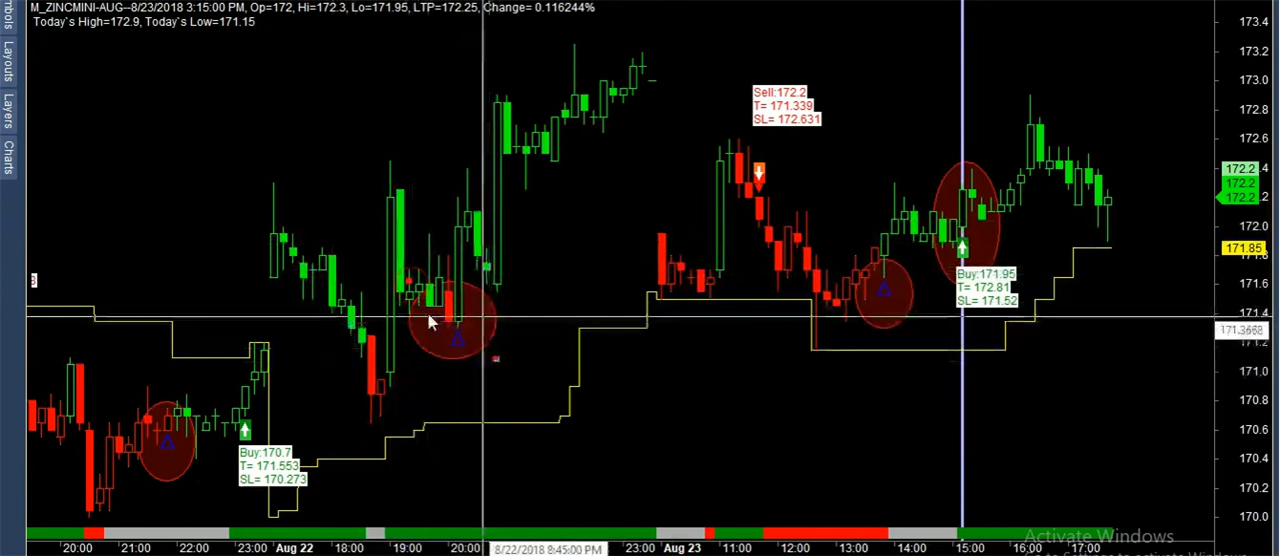 M_ZINCMINI-AUG--8/23/2018 3:15:00 PM, Op=172, Hi=172.3, Lo=171.95, LTP=172.25, Change= 0.116244%
Today`s High=172.9, Today`s Low=171.15
Layouts
Layers
Charts
Sell:172.2
T= 171.339
SL= 172.631
Buy:171.95
T= 172.81
SL= 171.52
Buy:170.7
T= 171.553
SL= 170.273
173.4
173.2
173.0
172.8
172.6
172.4
172.2
172.2
172.2
172.0
171.85
171.6
171.4
171.2
171.0
170.8
170.6
170.4
170.2
170.0
20:00 21:00 22:00 23:00 Aug 22 18:00 19:00 20:00 8/22/2018 8:45:00 PM 23:00 Aug 23 11:00 12:00 13:00 14:00 15:00 16:00 17:00
Activate Windows